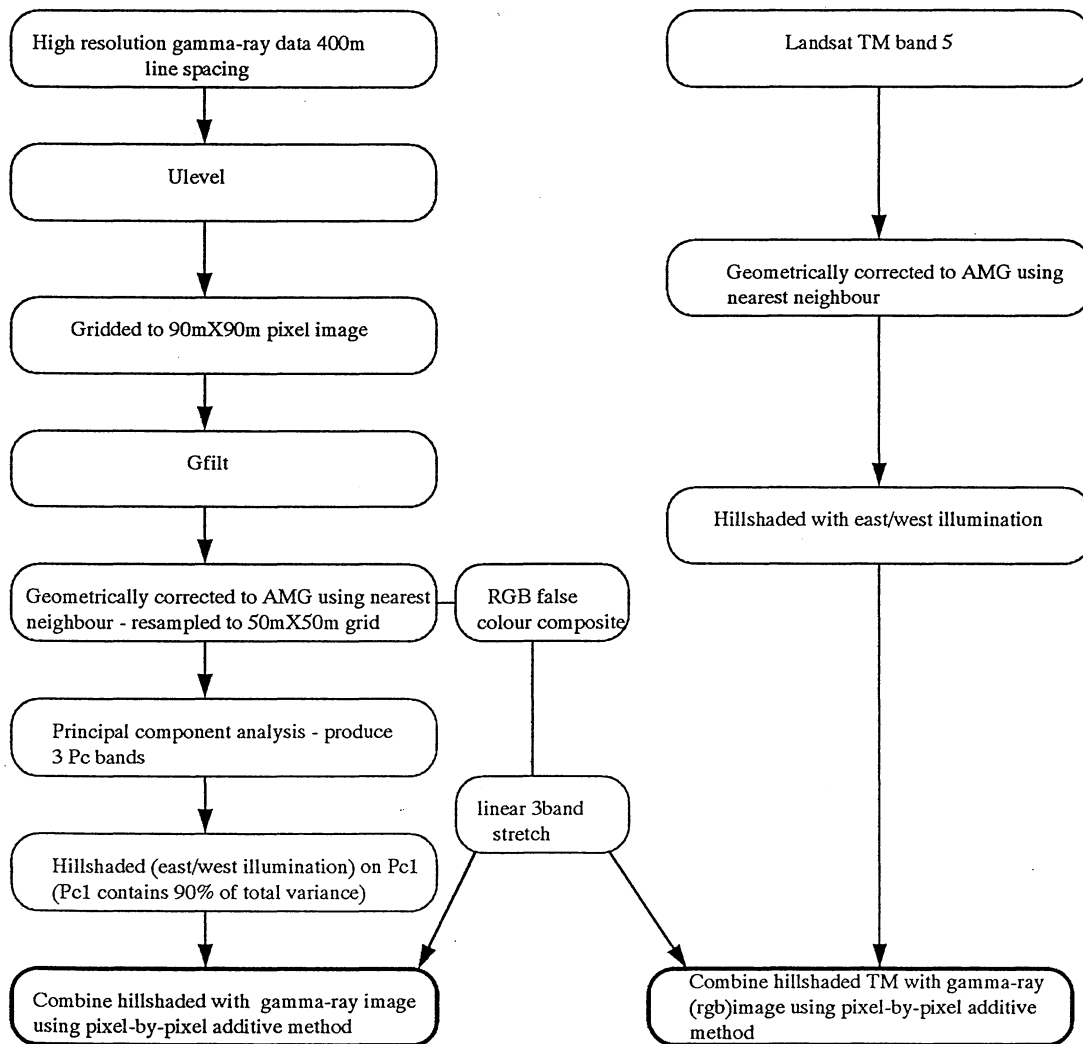 High resolution gamma-ray data 400m
line spacing
Ulevel
Gridded to 90mX90m pixel image
Gfilt
Geometrically corrected to AMG using nearest
neighbour - resampled to 50mX50m grid
Principal component analysis - produce
3 Pc bands
Hillshaded (east/west illumination) on Pc1
(Pc1 contains 90% of total variance)
Combine hillshaded with gamma-ray image
using pixel-by-pixel additive method
RGB false
colour composite
linear 3band
stretch
Landsat TM band 5
Geometrically corrected to AMG using
nearest neighbour
Hillshaded with east/west illumination
Combine hillshaded TM with gamma-ray
(rgb)image using pixel-by-pixel additive
method